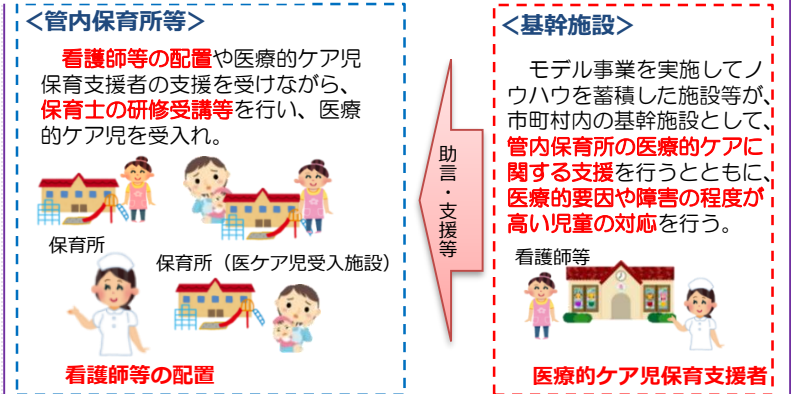 ＜管内保育所等＞
看護師等の配置や医療的ケア児
保育支援者の支援を受けながら、
保育士の研修受講等を行い、医療
的ケア児を受入れ。
保育所
保育所（医ケア児受入施設）
看護師等の配置
助言・支援等
＜基幹施設＞
モデル事業を実施してノ
ウハウを蓄積した施設等が、
市町村内の基幹施設として、
管内保育所の医療的ケアに
関する支援を行うとともに、
医療的要因や障害の程度が
高い児童の対応を行う。
看護師等
医療的ケア児保育支援者